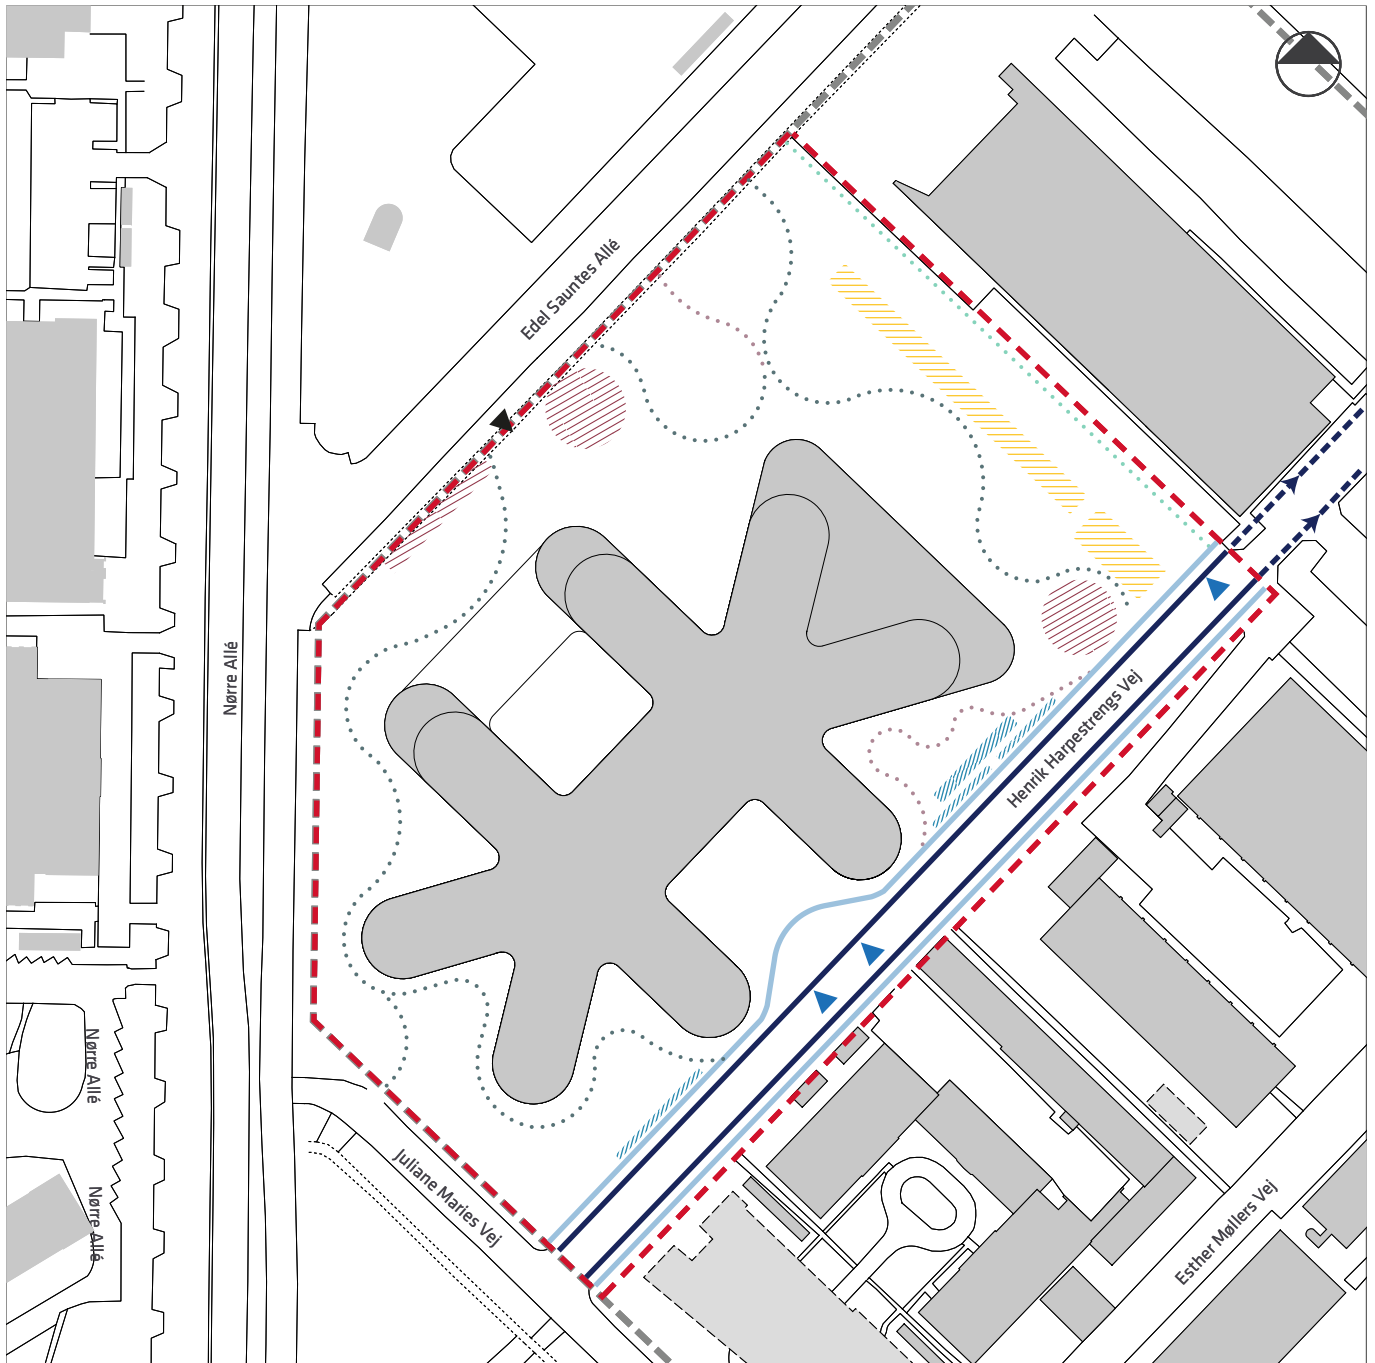 Edel Sauntes Allé
Nørre Allé
Henrik Harpestrengs Vej
Nørre Allé
Juliane Maries Vej
Nørre Allé
Esther Møllers Vej